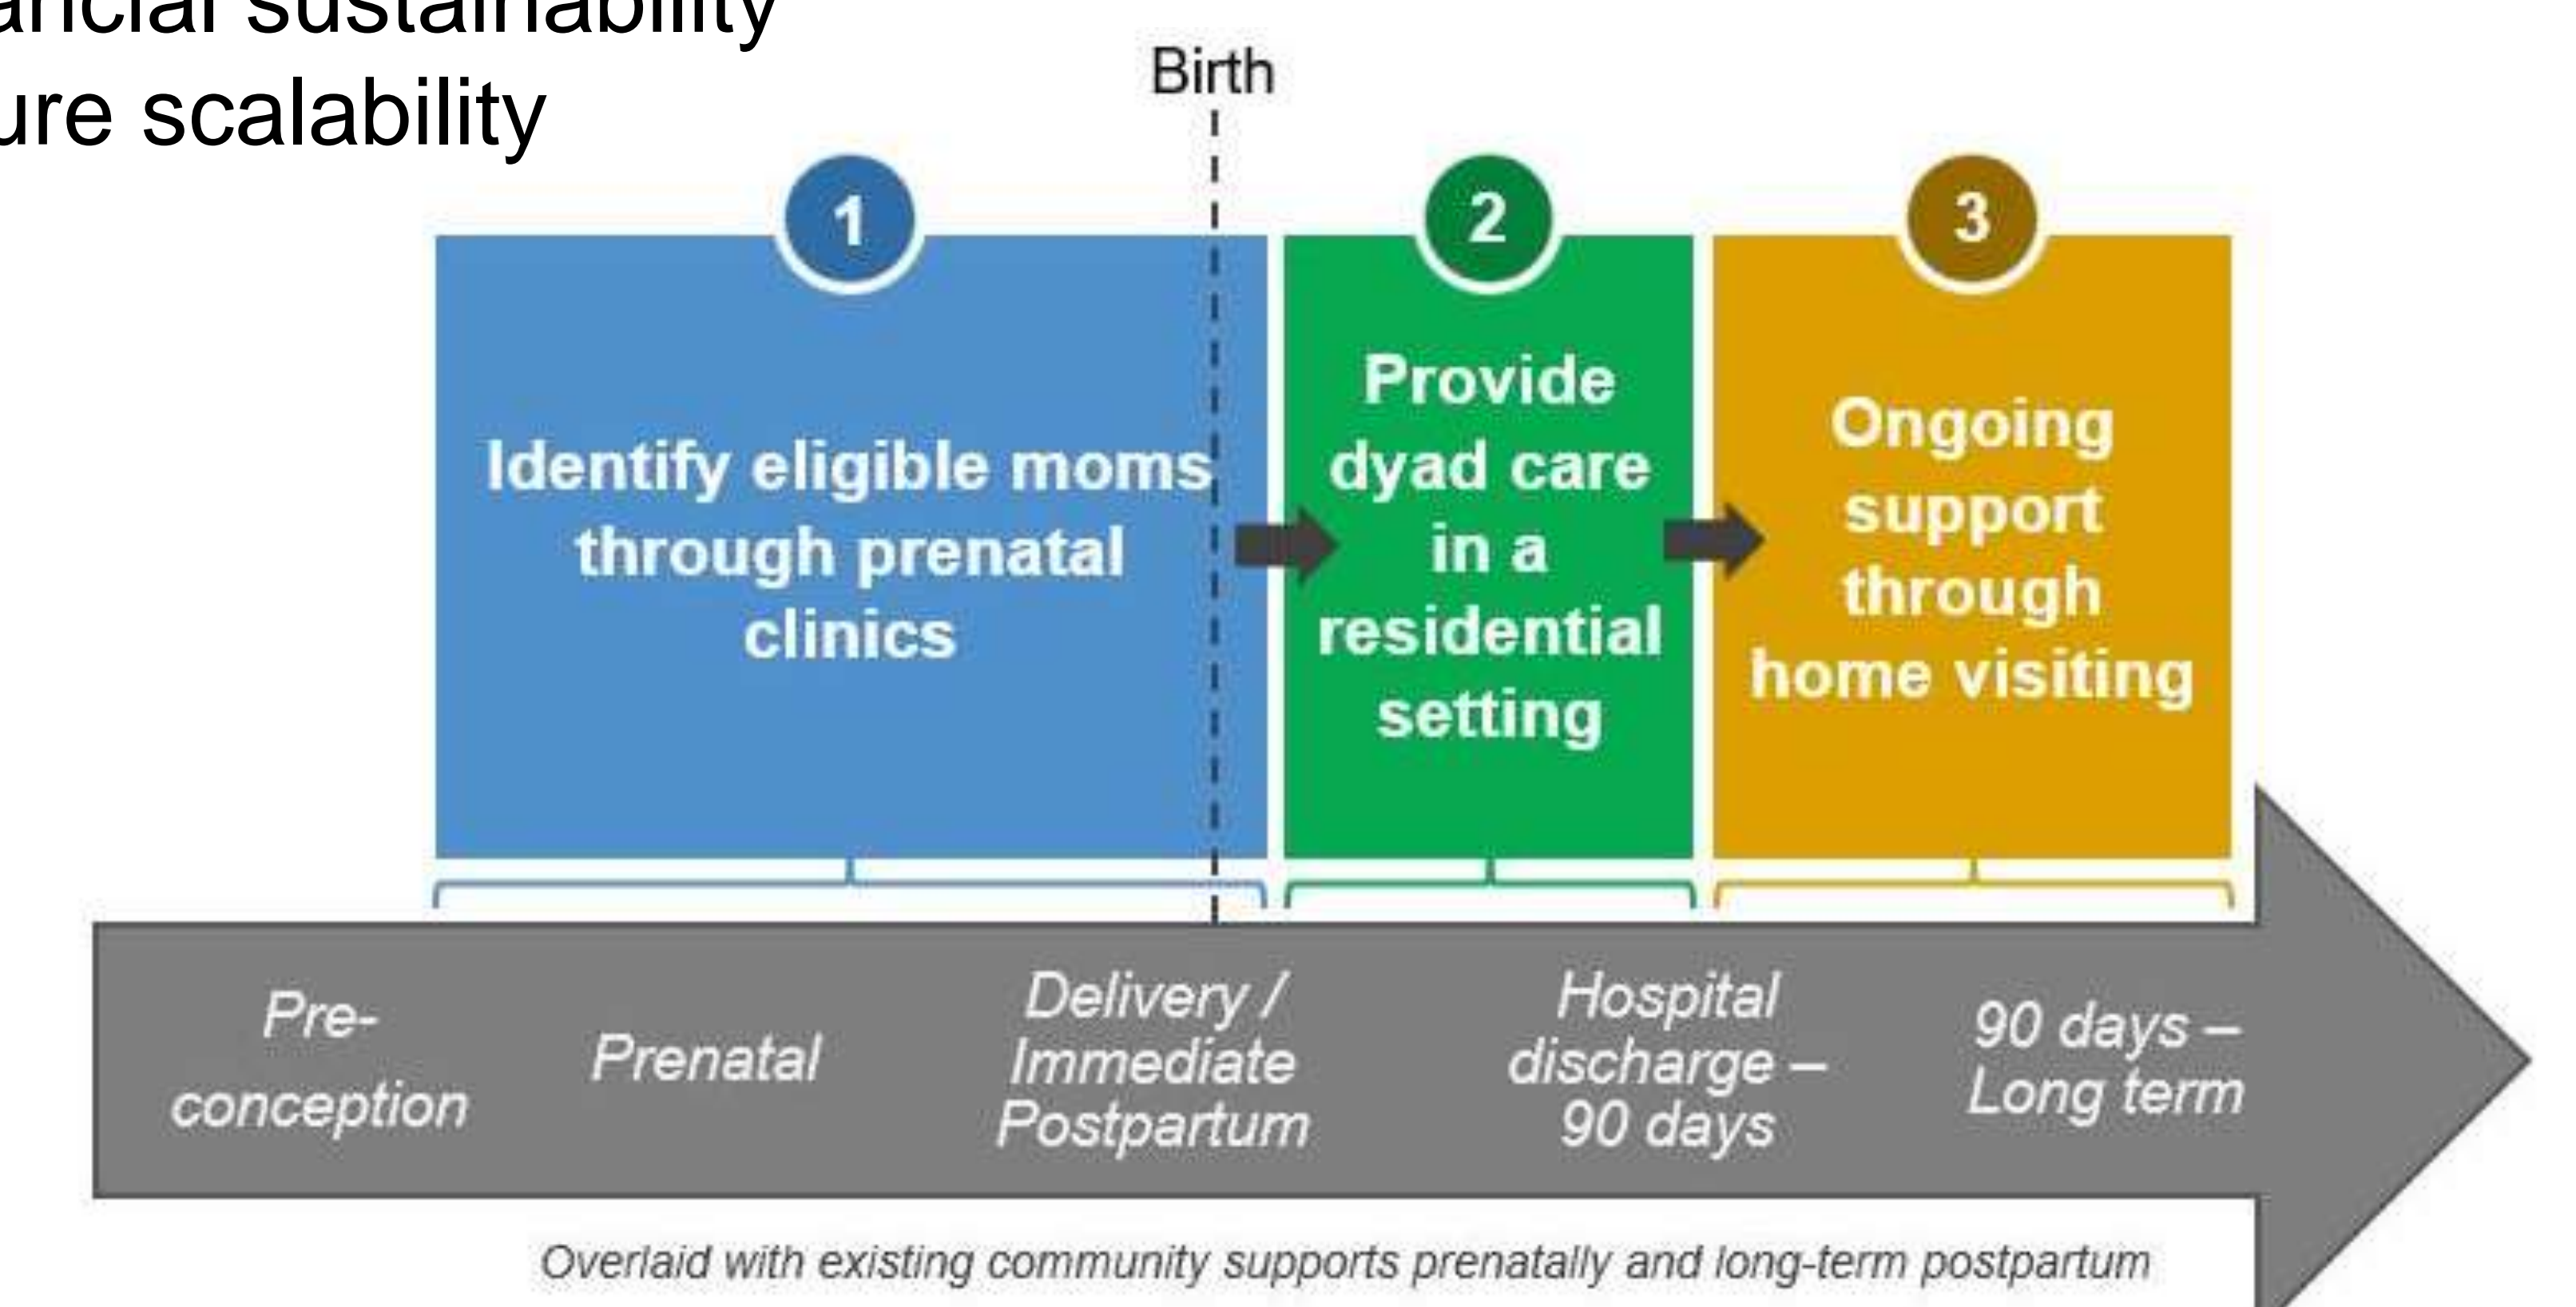 ancial sustainability
ure scalability
Birth
1
2
3
Identify eligible moms
through prenatal
clinics
Provide
dyad care
in a
residential
setting
Ongoing
support
through
home visiting
Pre-
conception
Prenatal
Delivery /
Immediate
Postpartum
Hospital
discharge –
90 days
90 days –
Long term
Overlaid with existing community supports prenatally and long-term postpartum